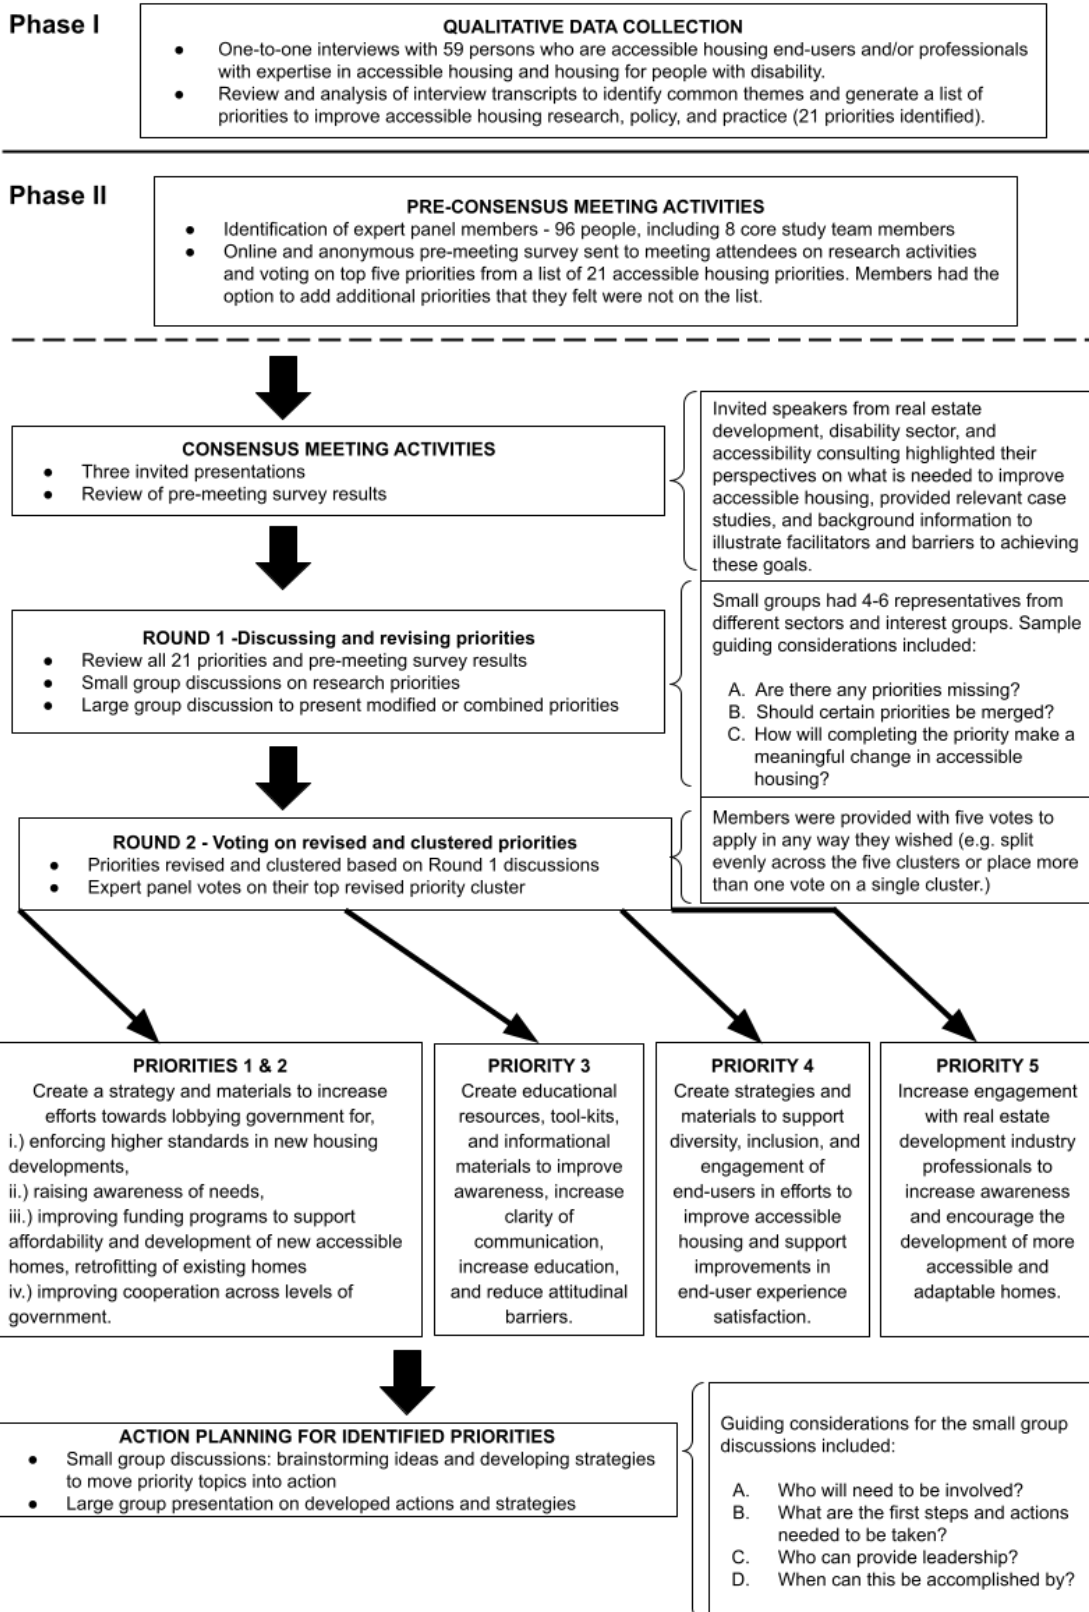 Phase I
QUALITATIVE DATA COLLECTION
● One-to-one interviews with 59 persons who are accessible housing end-users and/or professionals
with expertise in accessible housing and housing for people with disability.
● Review and analysis of interview transcripts to identify common themes and generate a list of
priorities to improve accessible housing research, policy, and practice (21 priorities identified).
Phase II
PRE-CONSENSUS MEETING ACTIVITIES
● Identification of expert panel members - 96 people, including 8 core study team members
● Online and anonymous pre-meeting survey sent to meeting attendees on research activities
and voting on top five priorities from a list of 21 accessible housing priorities. Members had the
option to add additional priorities that they felt were not on the list.
CONSENSUS MEETING ACTIVITIES
● Three invited presentations
● Review of pre-meeting survey results
Invited speakers from real estate
development, disability sector, and
accessibility consulting highlighted their
perspectives on what is needed to improve
accessible housing, provided relevant case
studies, and background information to
illustrate facilitators and barriers to achieving
these goals.
ROUND 1 -Discussing and revising priorities
● Review all 21 priorities and pre-meeting survey results
● Small group discussions on research priorities
● Large group discussion to present modified or combined priorities
Small groups had 4-6 representatives from
different sectors and interest groups. Sample
guiding considerations included:
A. Are there any priorities missing?
B. Should certain priorities be merged?
C. How will completing the priority make a
meaningful change in accessible
housing?
ROUND 2 - Voting on revised and clustered priorities
● Priorities revised and clustered based on Round 1 discussions
● Expert panel votes on their top revised priority cluster
Members were provided with five votes to
apply in any way they wished (e.g. split
evenly across the five clusters or place more
than one vote on a single cluster.)
PRIORITIES 1 & 2
Create a strategy and materials to increase
efforts towards lobbying government for,
i.) enforcing higher standards in new housing
developments,
ii.) raising awareness of needs,
iii.) improving funding programs to support
affordability and development of new accessible
homes, retrofitting of existing homes
iv.) improving cooperation across levels of
government.
PRIORITY 3
Create educational
resources, tool-kits,
and informational
materials to improve
awareness, increase
clarity of
communication,
increase education,
and reduce attitudinal
barriers.
PRIORITY 4
Create strategies and
materials to support
diversity, inclusion, and
engagement of
end-users in efforts to
improve accessible
housing and support
improvements in
end-user experience
satisfaction.
PRIORITY 5
Increase engagement
with real estate
development industry
professionals to
increase awareness
and encourage the
development of more
accessible and
adaptable homes.
ACTION PLANNING FOR IDENTIFIED PRIORITIES
● Small group discussions: brainstorming ideas and developing strategies
to move priority topics into action
● Large group presentation on developed actions and strategies
Guiding considerations for the small group
discussions included:
A. Who will need to be involved?
B. What are the first steps and actions
needed to be taken?
C. Who can provide leadership?
D. When can this be accomplished by?